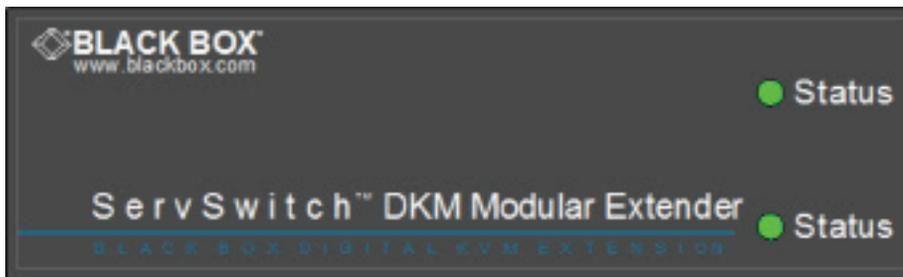 BLACK BOX®
www.blackbox.com
Status
ServSwitch™ DKM Modular Extender
Status
BLACK BOX DIGITAL KVM EXTENSION